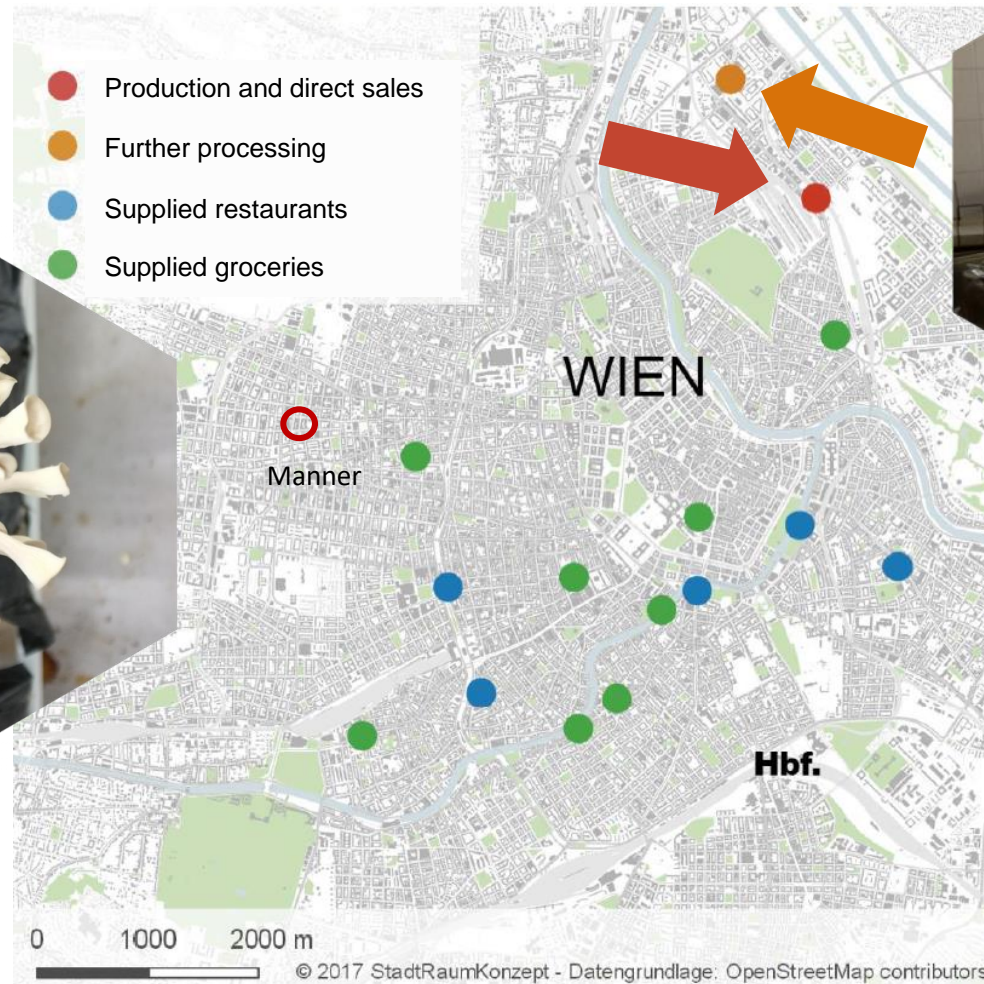 Production and direct sales
Further processing
Supplied restaurants
Supplied groceries
WIEN
Manner
Hbf.
0 1000 2000 m
© 2017 StadtRaumKonzept - Datengrundlage: OpenStreetMap contributors